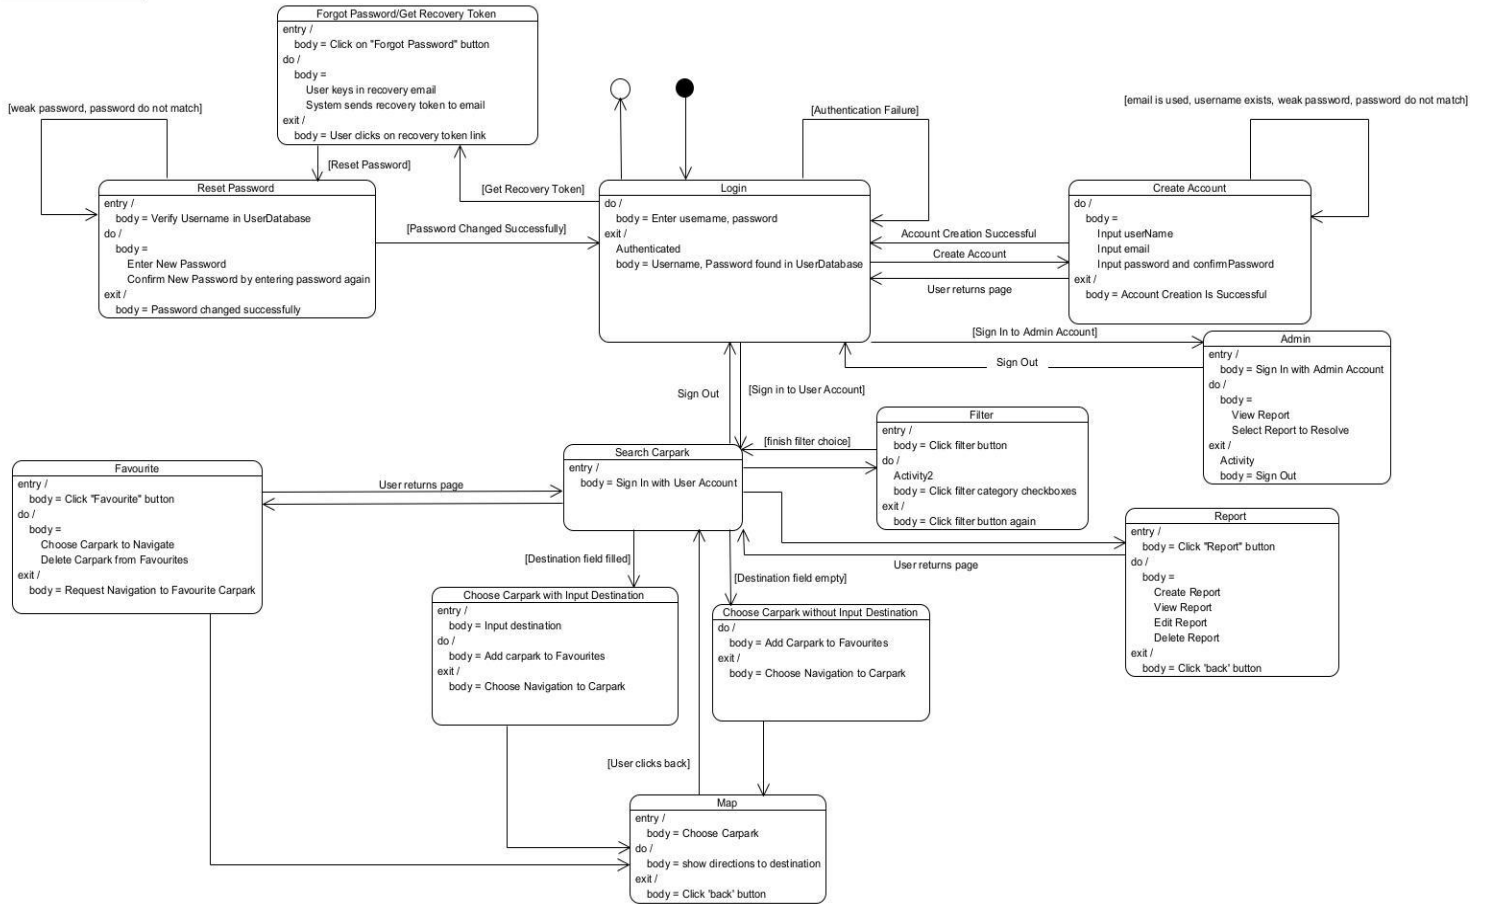 Forgot Password/Get Recovery Token
entry /
body = Click on "Forgot Password" button
do /
body =
User keys in recovery email
System sends recovery token to email
exit /
body = User clicks on recovery token link
[weak password, password do not match]
[Reset Password]
[Get Recovery Token]
[Authentication Failure]
[email is used, username exists, weak password, password do not match]
Reset Password
entry /
body = Verify Username in UserDatabase
do /
body =
Enter New Password
Confirm New Password by entering password again
exit /
body = Password changed successfully
[Password Changed Successfully]
Login
do /
body = Enter username, password
exit /
Authenticated
body = Username, Password found in UserDatabase
Account Creation Successful
Create Account
User returns page
Create Account
do /
body =
Input userName
Input email
Input password and confirmPassword
exit /
body = Account Creation Is Successful
[Sign In to Admin Account]
Sign Out
Admin
entry /
body = Sign In with Admin Account
do /
body =
View Report
Select Report to Resolve
exit /
Activity
body = Sign Out
Sign Out
[Sign in to User Account]
[finish filter choice]
Filter
entry /
body = Click filter button
do /
Activity2
body = Click filter category checkboxes
exit /
body = Click filter button again
Search Carpark
entry /
body = Sign In with User Account
Favourite
entry /
body = Click "Favourite" button
do /
body =
Choose Carpark to Navigate
Delete Carpark from Favourites
exit /
body = Request Navigation to Favourite Carpark
User returns page
Report
entry /
body = Click "Report" button
do /
body =
Create Report
View Report
Edit Report
Delete Report
exit /
body = Click 'back' button
User returns page
[Destination field filled]
[Destination field empty]
Choose Carpark with Input Destination
entry /
body = Input destination
do /
body = Add carpark to Favourites
exit /
body = Choose Navigation to Carpark
Choose Carpark without Input Destination
do /
body = Add Carpark to Favourites
exit /
body = Choose Navigation to Carpark
[User clicks back]
Map
entry /
body = Choose Carpark
do /
body = show directions to destination
exit /
body = Click 'back' button